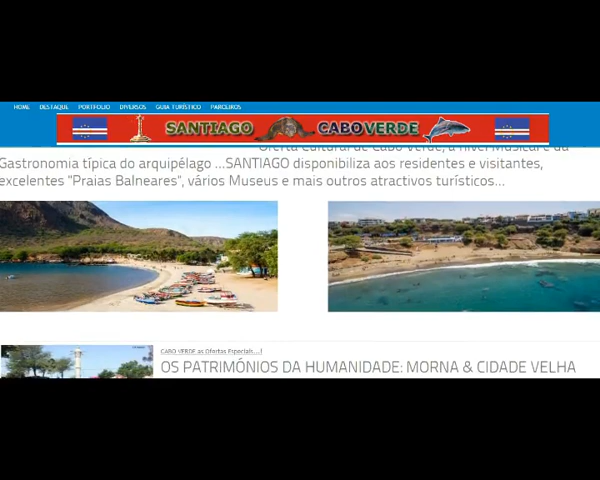 HOME DESTAQUE PORTFOLIO DIVERSOS GUIA TURÍSTICO PARCEIROS
SANTIAGO CABOVERDE
Oferta Cultural de Cabo Verde, a nível Musical e da
Gastronomia típica do arquipélago ...SANTIAGO disponibiliza aos residentes e visitantes,
excelentes "Praias Balneares", vários Museus e mais outros atractivos turísticos...
CABO VERDE as Ofertas Especiais...!
OS PATRIMÓNIOS DA HUMANIDADE: MORNA & CIDADE VELHA